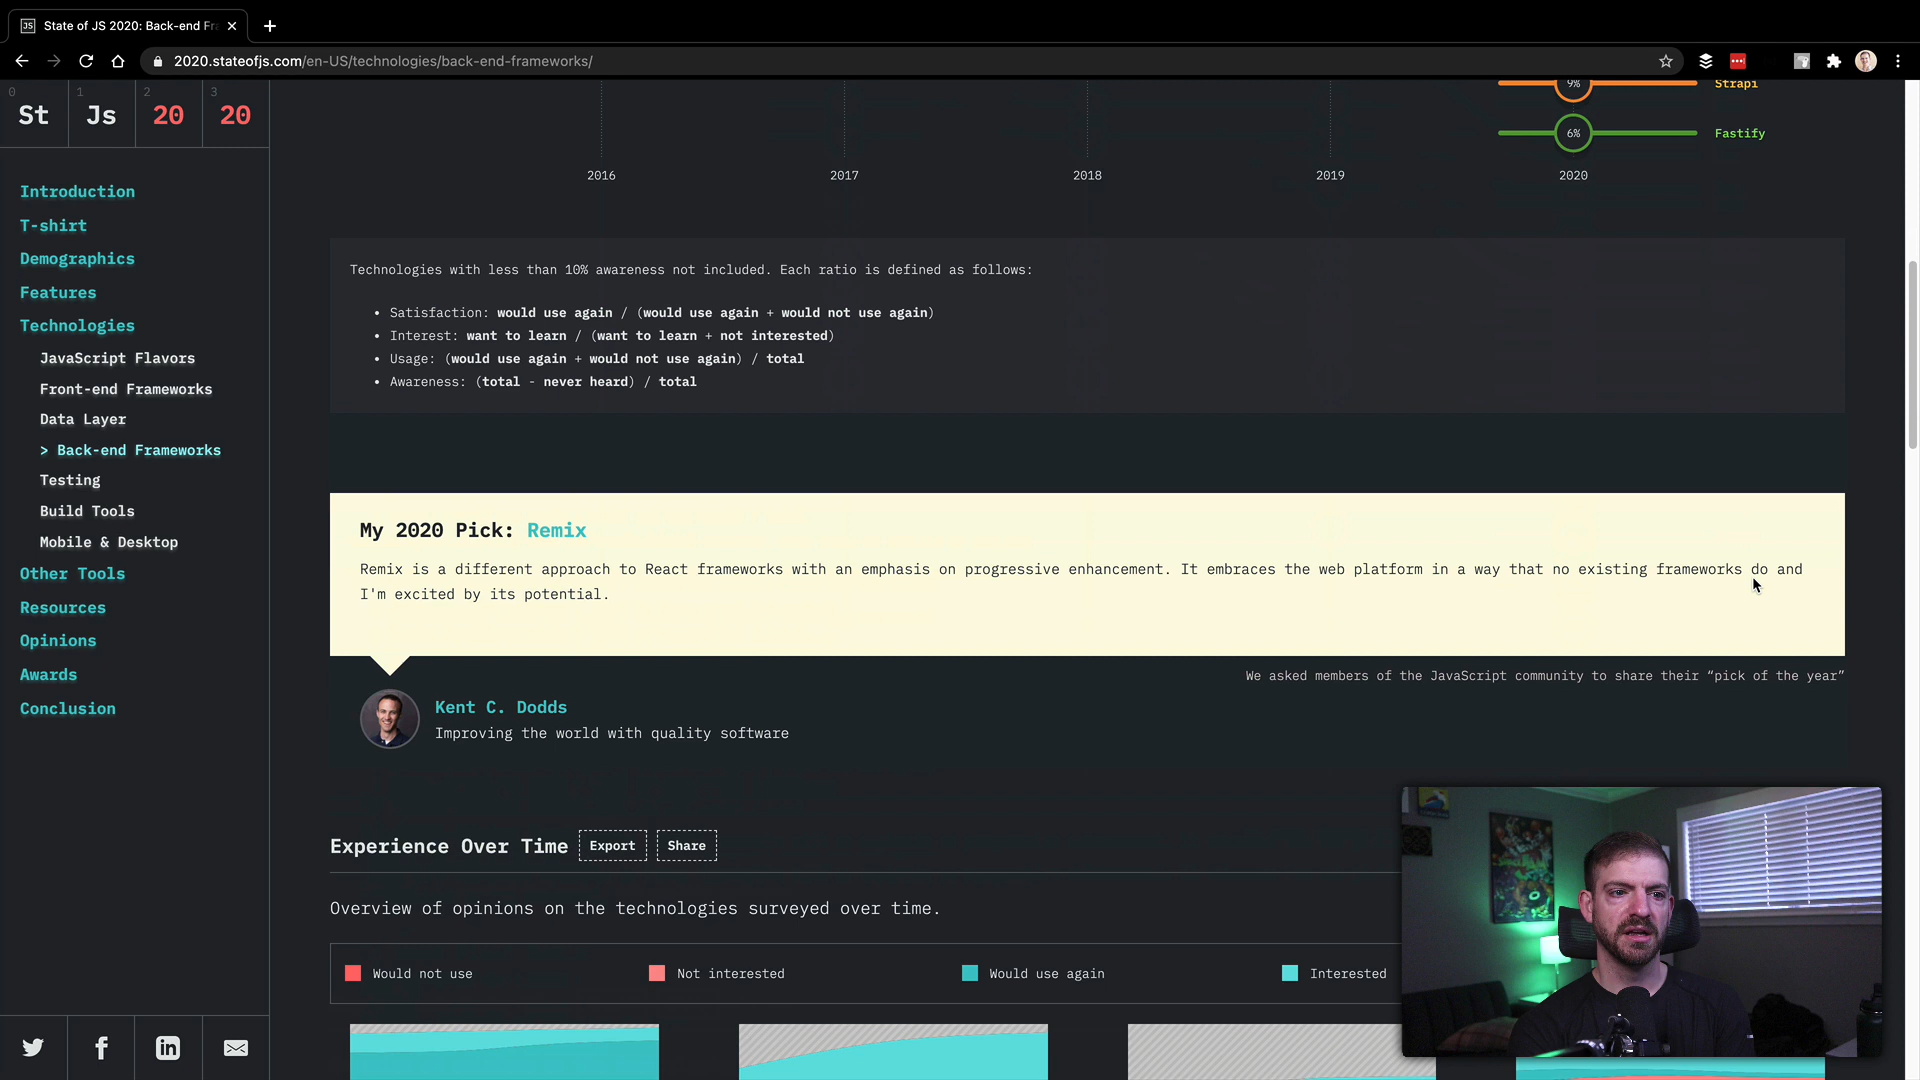 State of JS 2020: Back-end Fr
2020.stateofjs.com/en-US/technologies/back-end-frameworks/
0 St
1 Js
2 20
3 20
Introduction
T-shirt
Demographics
Features
Technologies
JavaScript Flavors
Front-end Frameworks
Data Layer
> Back-end Frameworks
Testing
Build Tools
Mobile & Desktop
Other Tools
Resources
Opinions
Awards
Conclusion
9% Strapi
6% Fastify
2016 2017 2018 2019 2020
Technologies with less than 10% awareness not included. Each ratio is defined as follows:
• Satisfaction: would use again / (would use again + would not use again)
• Interest: want to learn / (want to learn + not interested)
• Usage: (would use again + would not use again) / total
• Awareness: (total - never heard) / total
My 2020 Pick: Remix
Remix is a different approach to React frameworks with an emphasis on progressive enhancement. It embraces the web platform in a way that no existing frameworks do and
I'm excited by its potential.
We asked members of the JavaScript community to share their “pick of the year”
Kent C. Dodds
Improving the world with quality software
Experience Over Time Export Share
Overview of opinions on the technologies surveyed over time.
Would not use Not interested Would use again Interested